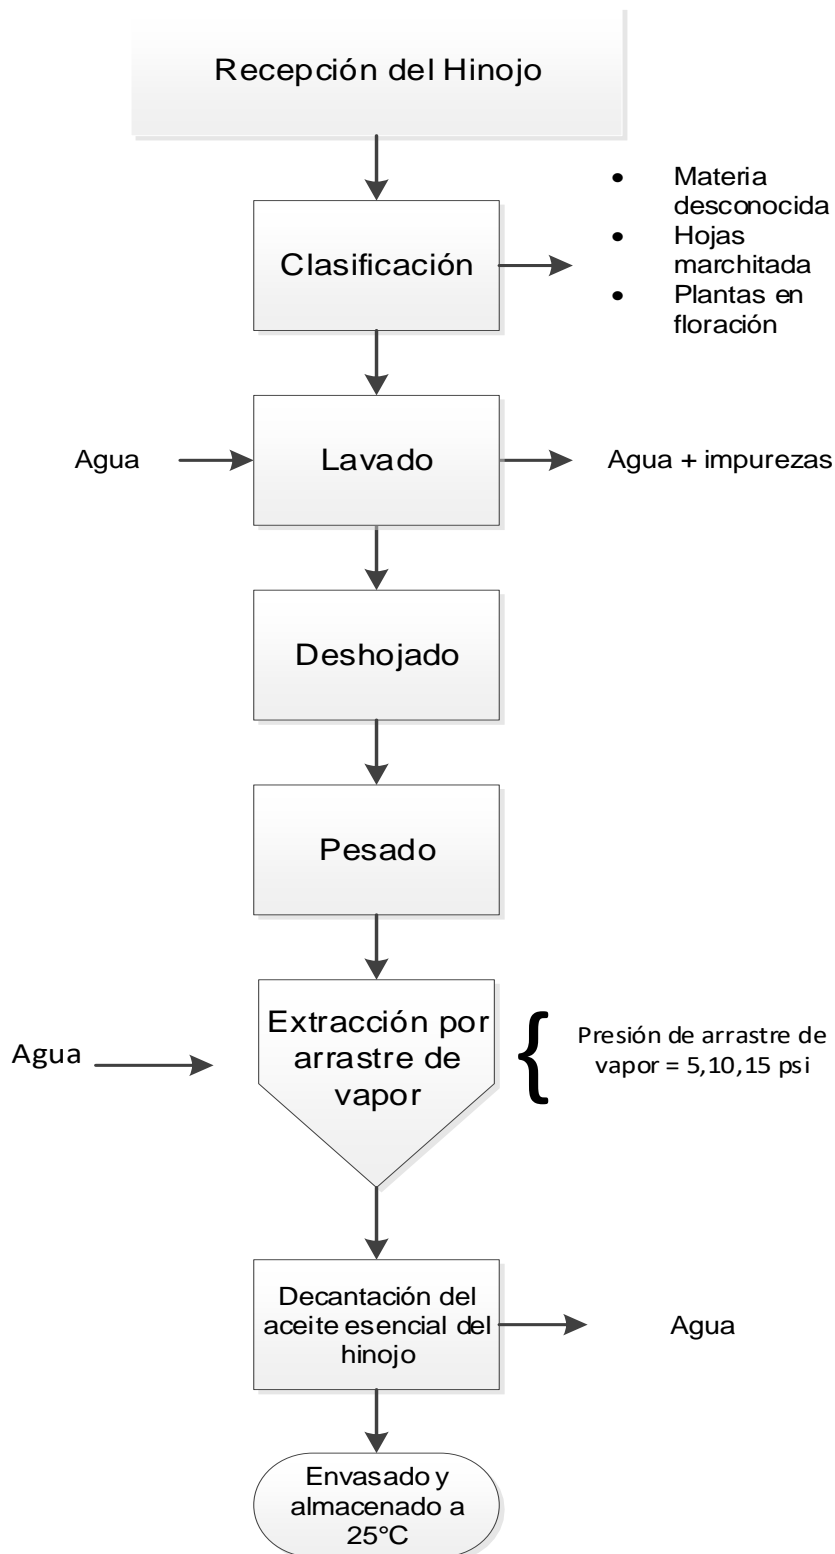 Recepción del Hinojo
• Materia
desconocida
• Hojas
marchitada
• Plantas en
floración
Clasificación
Agua
Lavado
Agua + impurezas
Deshojado
Pesado
Agua
Extracción por
arrastre de
vapor
{
Presión de arrastre de
vapor = 5,10,15 psi
Decantación del
aceite esencial del
hinojo
Agua
Envasado y
almacenado a
25°C